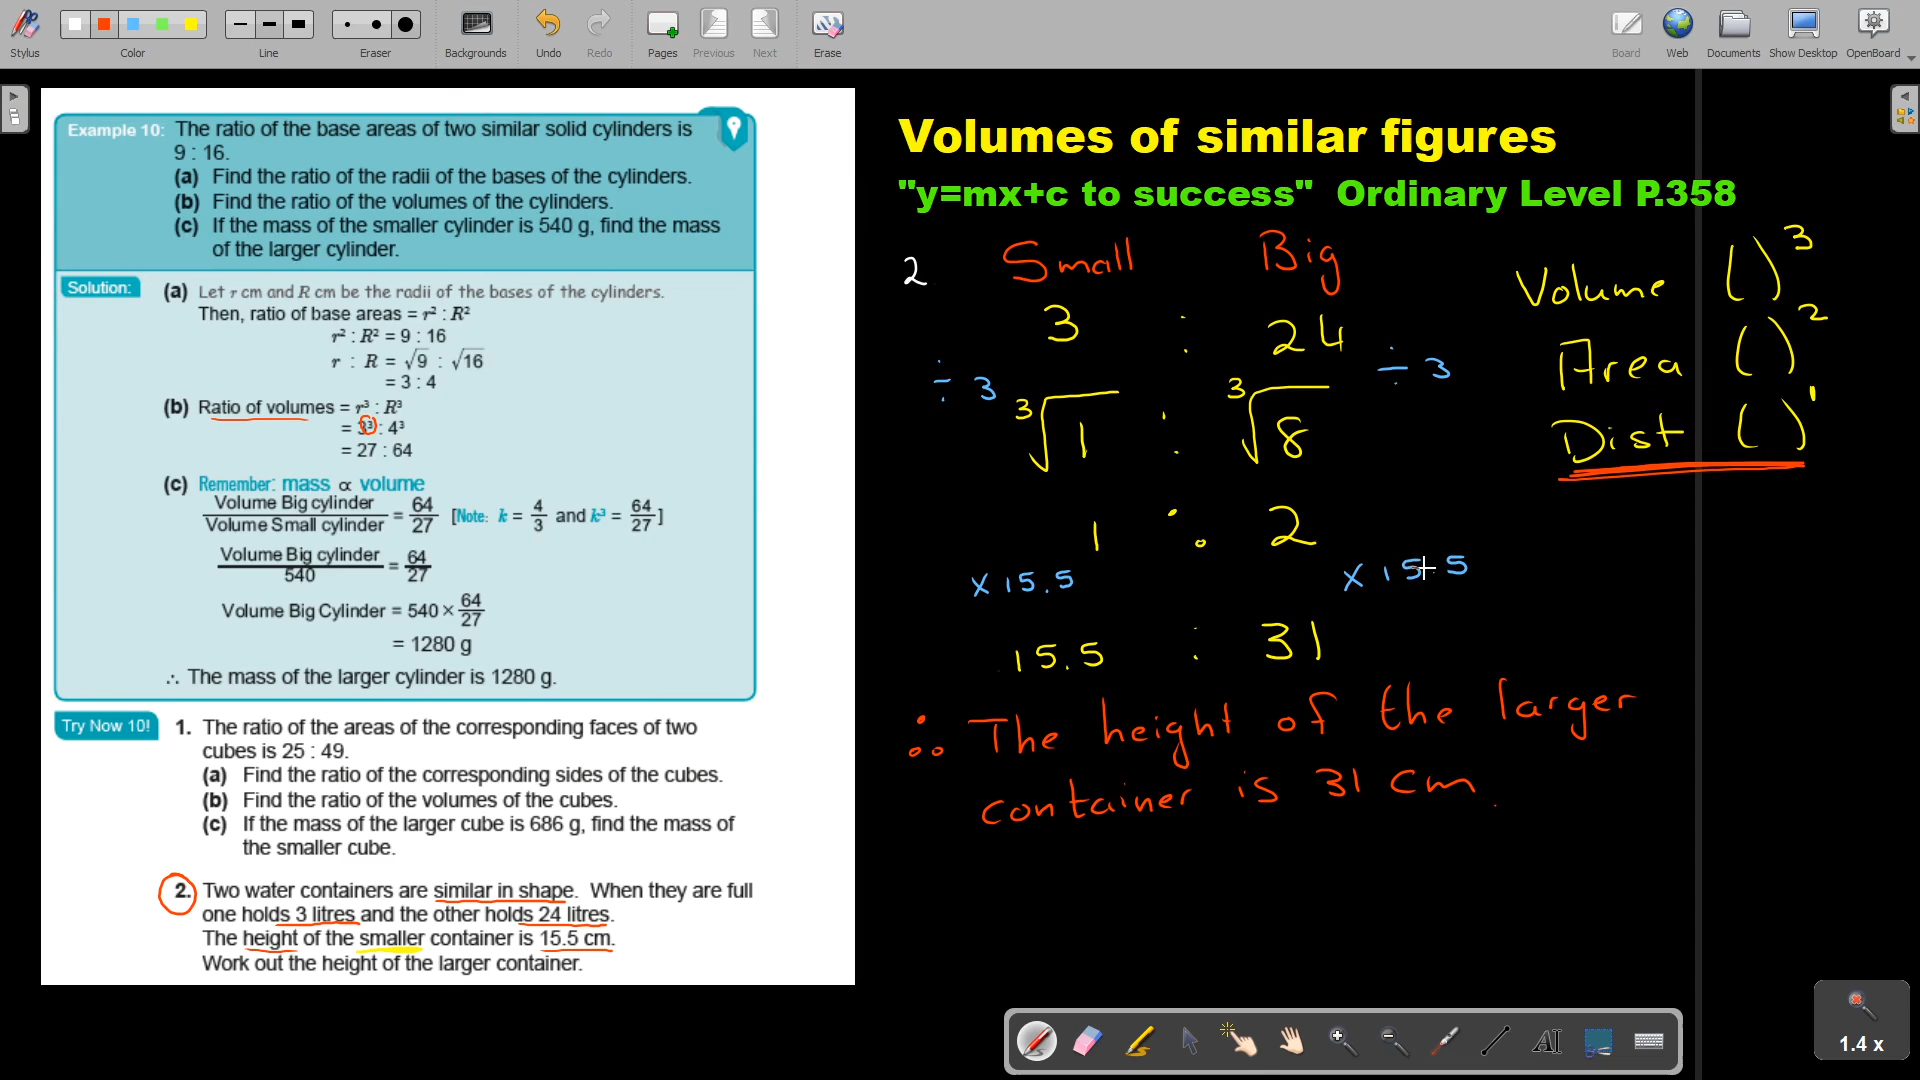 Stylus
Color
Line
Eraser
Backgrounds
Undo
Redo
Pages
Previous
Next
Erase
Board
Web
Documents
Show Desktop
OpenBoard
Example 10: The ratio of the base areas of two similar solid cylinders is
9 : 16.
(a) Find the ratio of the radii of the bases of the cylinders.
(b) Find the ratio of the volumes of the cylinders.
(c) If the mass of the smaller cylinder is 540 g, find the mass
of the larger cylinder.
Solution:
(a) Let r cm and R cm be the radii of the bases of the cylinders.
Then, ratio of base areas = r² : R²
r² : R² = 9 : 16
r : R = √9 : √16
= 3 : 4
(b) Ratio of volumes = r³ : R³
= 3³ : 4³
= 27 : 64
(c) Remember: mass ∝ volume
Volume Big cylinder / Volume Small cylinder = 64/27 [Note: k = 4/3 and k³ = 64/27]
Volume Big cylinder / 540 = 64/27
Volume Big Cylinder = 540 × 64/27
= 1280 g
∴ The mass of the larger cylinder is 1280 g.
Try Now 10!
1. The ratio of the areas of the corresponding faces of two
cubes is 25 : 49.
(a) Find the ratio of the corresponding sides of the cubes.
(b) Find the ratio of the volumes of the cubes.
(c) If the mass of the larger cube is 686 g, find the mass of
the smaller cube.
2. Two water containers are similar in shape. When they are full
one holds 3 litres and the other holds 24 litres.
The height of the smaller container is 15.5 cm.
Work out the height of the larger container.
Volumes of similar figures
"y=mx+c to success" Ordinary Level P.358
2 Small Big
3 : 24
÷ 3 ÷ 3
³√1 : ³√8
1 : 2
x 15.5 x 15.5
15.5 : 31
∴ The height of the larger
container is 31 cm.
Volume ( )³
Area ( )²
Dist ( )¹
1.4 x